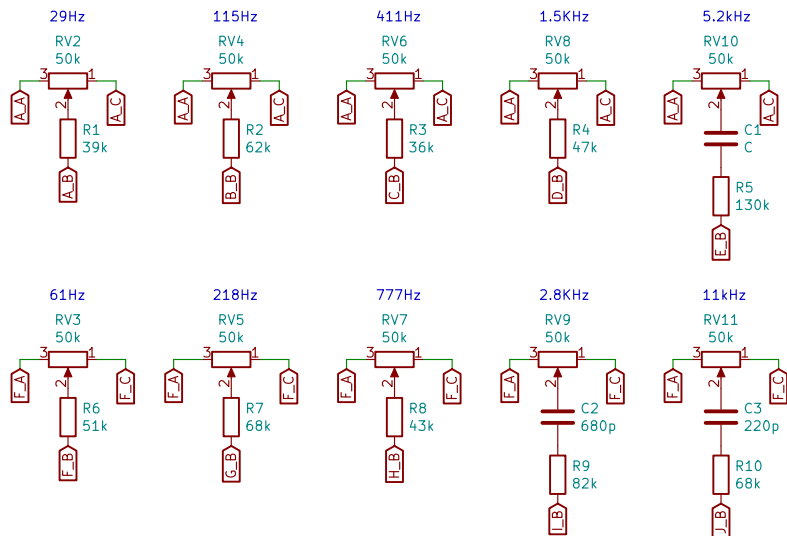 29Hz 115Hz 411Hz 1.5KHz 5.2kHz
RV2 RV4 RV6 RV8 RV10
50k 50k 50k 50k 50k
3 1 3 1 3 1 3 1 3 1
A_A 2 A_C A_A 2 A_C A_A 2 A_C A_A 2 A_C A_A 2 A_C
R1 R2 R3 R4 C1
39k 62k 36k 47k C
A_B B_B C_B D_B
R5
130k
E_B
61Hz 218Hz 777Hz 2.8KHz 11kHz
RV3 RV5 RV7 RV9 RV11
50k 50k 50k 50k 50k
3 1 3 1 3 1 3 1 3 1
F_A 2 F_C F_A 2 F_C F_A 2 F_C F_A 2 F_C F_A 2 F_C
R6 R7 R8 C2 C3
51k 68k 43k 680p 220p
F_B G_B H_B
R9 R10
82k 68k
I_B J_B